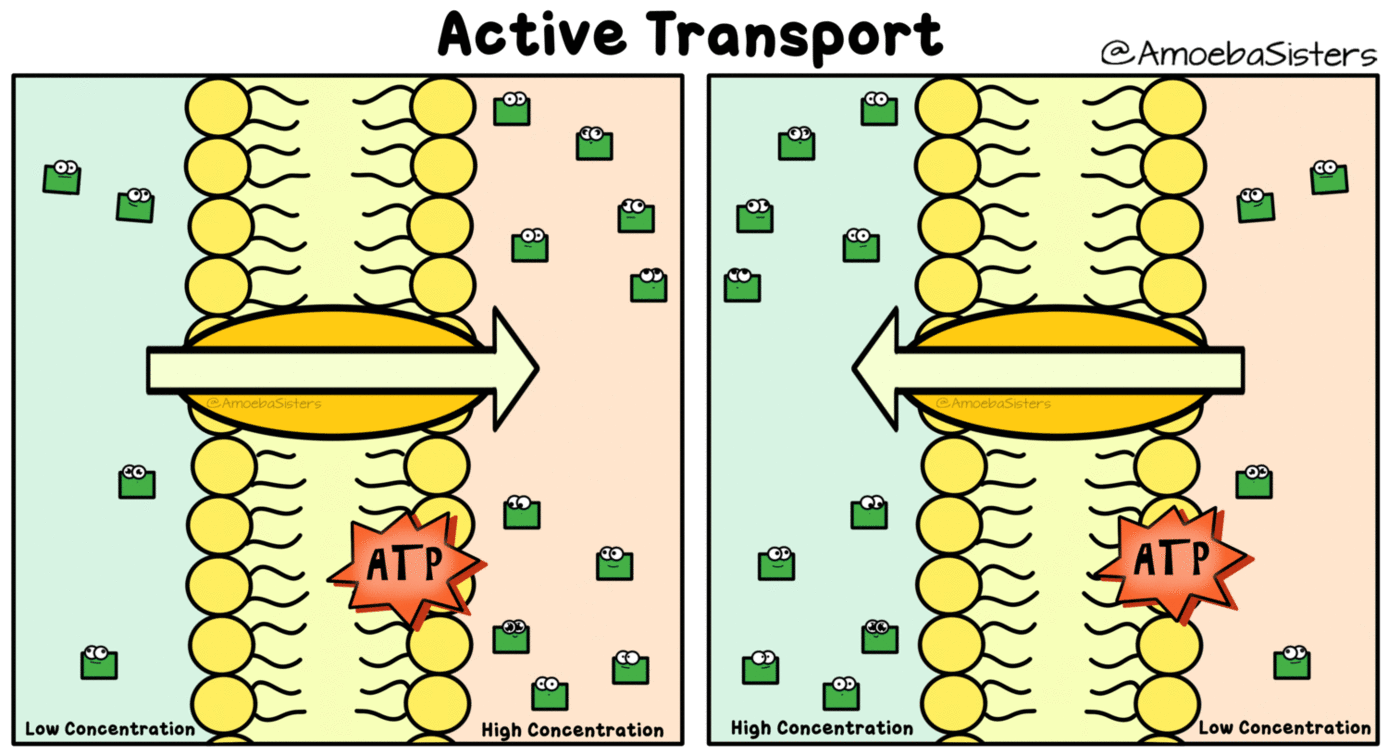 Active Transport
@AmoebaSisters
@AmoebaSisters
ATP
Low Concentration
High Concentration
@AmoebaSisters
ATP
High Concentration
Low Concentration